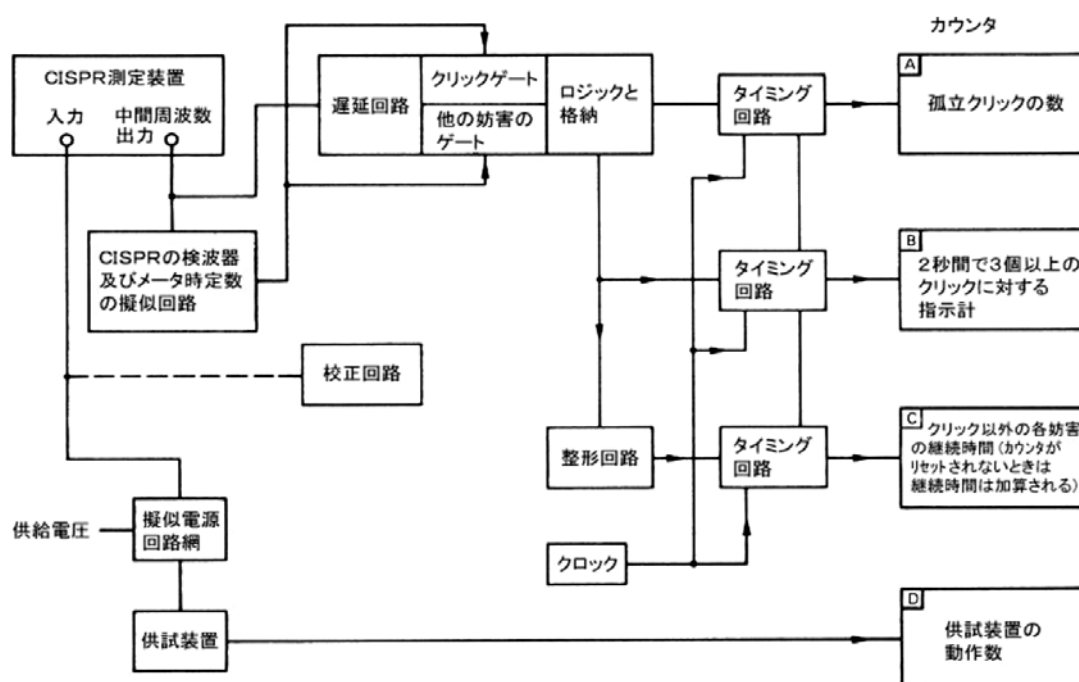 カウンタ
CISPR測定装置
入力
中間周波数
出力
遅延回路
クリックゲート
他の妨害の
ゲート
ロジックと
格納
タイミング
回路
A
孤立クリックの数
CISPRの検波器
及びメータ時定数
の擬似回路
タイミング
回路
B
2秒間で3個以上の
クリックに対する
指示計
校正回路
整形回路
タイミング
回路
C
クリック以外の各妨害
の継続時間(カウンタが
リセットされないときは
継続時間は加算される)
供給電圧
擬似電源
回路網
クロック
供試装置
D
供試装置の
動作数